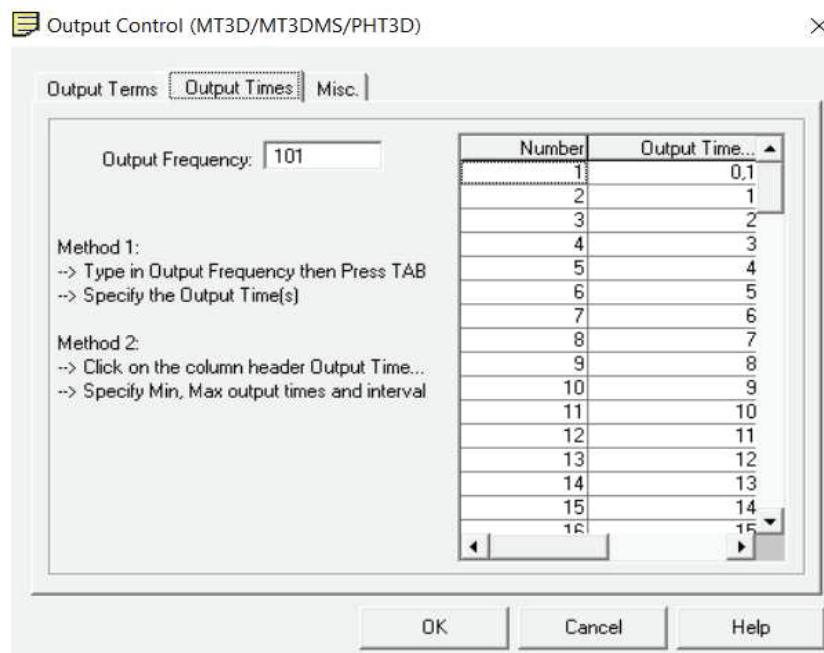 Output Control (MT3D/MT3DMS/PHT3D)
Output Terms Output Times Misc.
Output Frequency: 101
Method 1:
--> Type in Output Frequency then Press TAB
--> Specify the Output Time(s)
Method 2:
--> Click on the column header Output Time...
--> Specify Min, Max output times and interval
Number Output Time...
1 0,1
2 1
3 2
4 3
5 4
6 5
7 6
8 7
9 8
10 9
11 10
12 11
13 12
14 13
15 14
16 15
OK Cancel Help